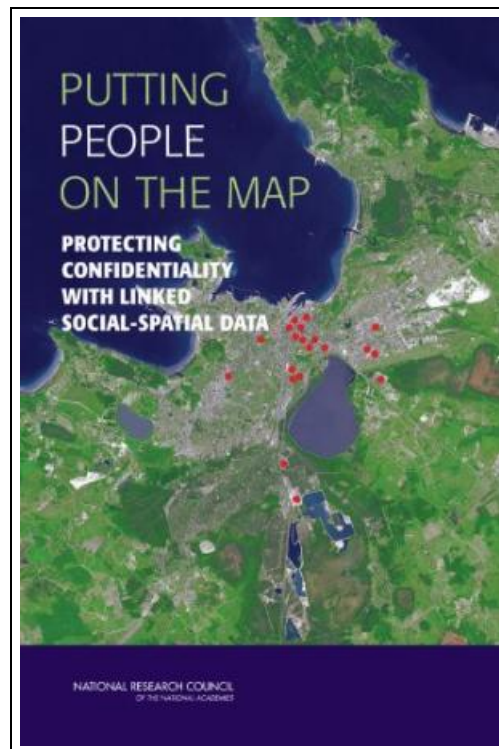 PUTTING
PEOPLE
ON THE MAP
PROTECTING
CONFIDENTIALITY
WITH LINKED
SOCIAL-SPATIAL DATA
NATIONAL RESEARCH COUNCIL
OF THE NATIONAL ACADEMIES